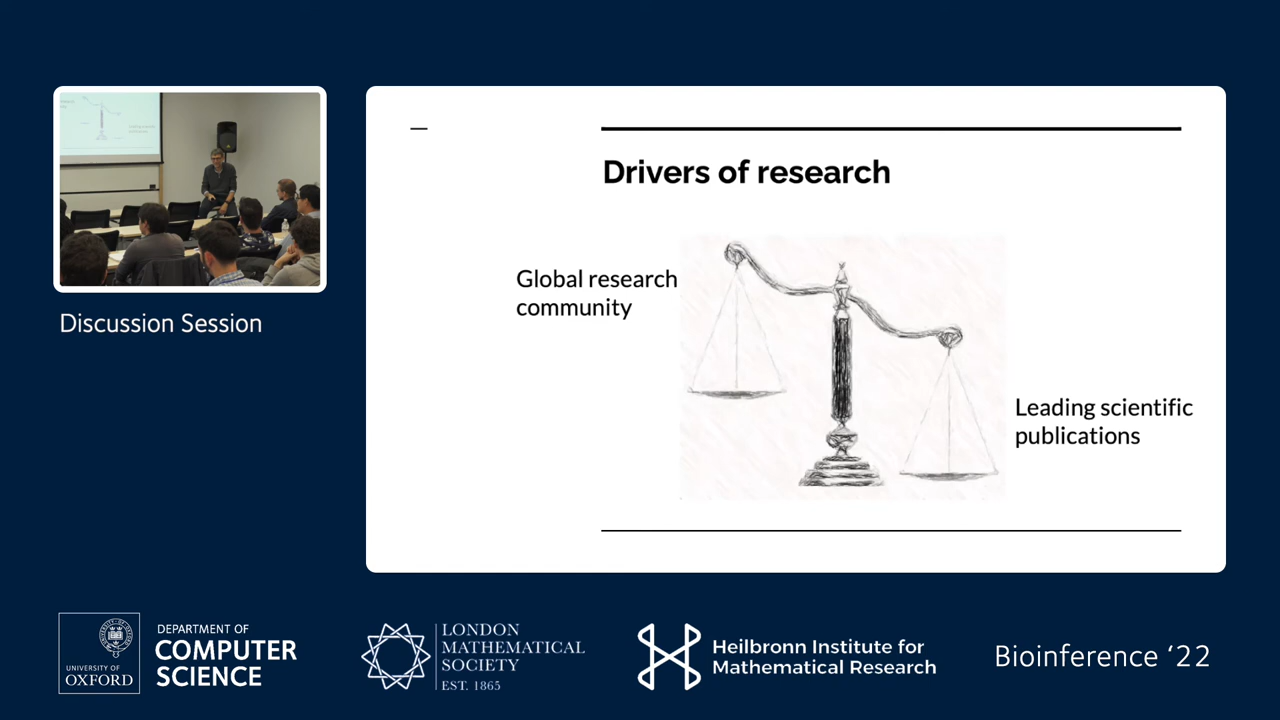 Drivers of research
Global research
community
Leading scientific
publications
Discussion Session
UNIVERSITY OF
OXFORD
DEPARTMENT OF
COMPUTER
SCIENCE
LONDON
MATHEMATICAL
SOCIETY
EST. 1865
Heilbronn Institute for
Mathematical Research
Bioinference ‘22